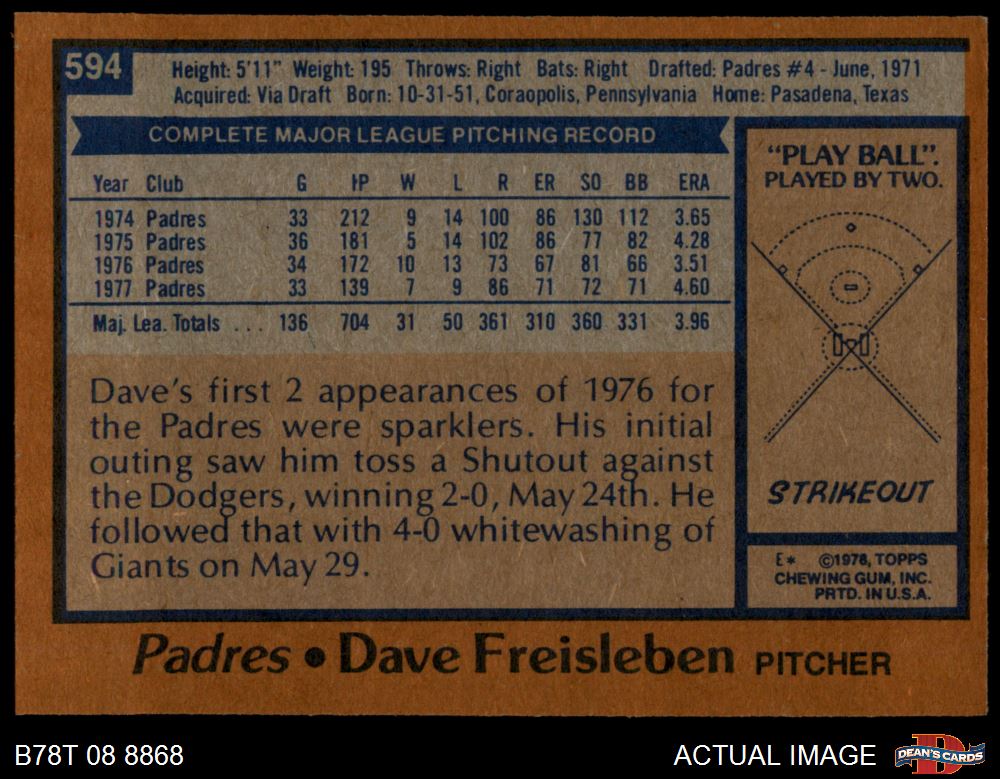 594
Height: 5'11" Weight: 195 Throws: Right Bats: Right Drafted: Padres #4 - June, 1971
Acquired: Via Draft Born: 10-31-51, Coraopolis, Pennsylvania Home: Pasadena, Texas
COMPLETE MAJOR LEAGUE PITCHING RECORD
Year Club G IP W L R ER SO BB ERA
1974 Padres 33 212 9 14 100 86 130 112 3.65
1975 Padres 36 181 5 14 102 86 77 82 4.28
1976 Padres 34 172 10 13 73 67 81 66 3.51
1977 Padres 33 139 7 9 86 71 72 71 4.60
Maj. Lea. Totals ... 136 704 31 50 361 310 360 331 3.96
Dave's first 2 appearances of 1976 for
the Padres were sparklers. His initial
outing saw him toss a Shutout against
the Dodgers, winning 2-0, May 24th. He
followed that with 4-0 whitewashing of
Giants on May 29.
"PLAY BALL".
PLAYED BY TWO.
STRIKEOUT
E* ©1978, TOPPS
CHEWING GUM, INC.
PRTD. IN U.S.A.
Padres • Dave Freisleben PITCHER
B78T 08 8868
ACTUAL IMAGE
DEAN'S CARDS